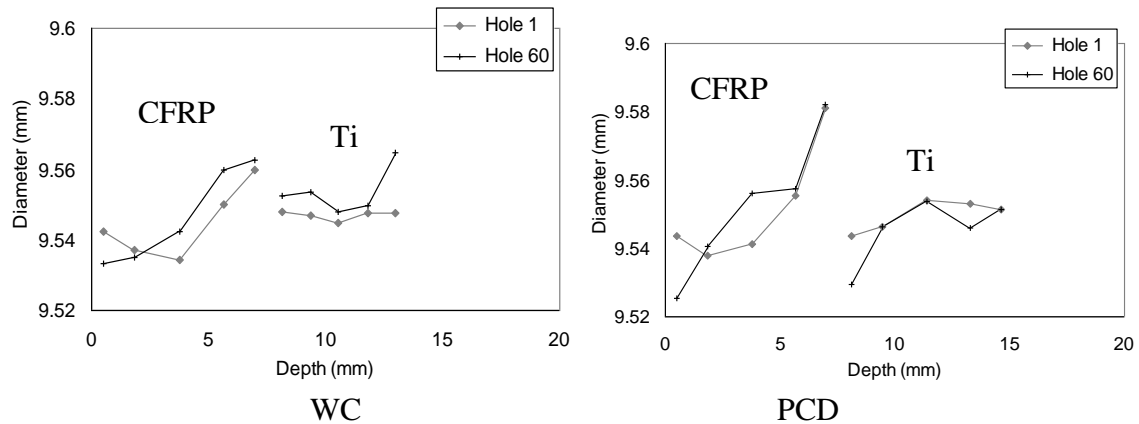 9.6
9.58
9.56
9.54
9.52
0
5
10
15
20
Diameter (mm)
Depth (mm)
Hole 1
Hole 60
CFRP
Ti
WC
9.6
9.58
9.56
9.54
9.52
0
5
10
15
20
Diameter (mm)
Depth (mm)
Hole 1
Hole 60
CFRP
Ti
PCD